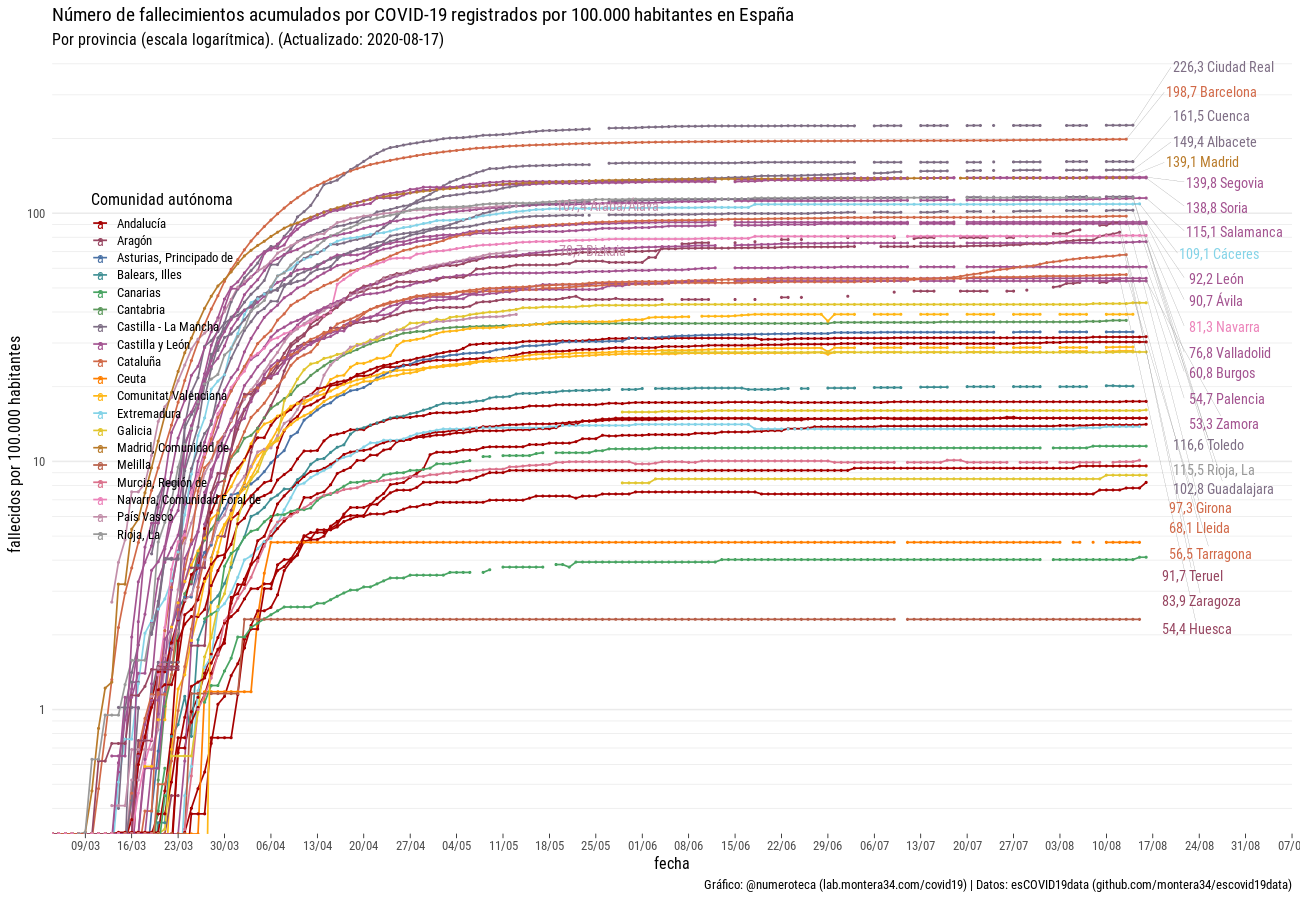 Número de fallecimientos acumulados por COVID-19 registrados por 100.000 habitantes en España
Por provincia (escala logarítmica). (Actualizado: 2020-08-17)
fallecidos por 100.000 habitantes
100
10
1
Comunidad autónoma
Andalucía
Aragón
Asturias, Principado de
Balears, Illes
Canarias
Cantabria
Castilla - La Mancha
Castilla y León
Cataluña
Ceuta
Comunitat Valenciana
Extremadura
Galicia
Madrid, Comunidad de
Melilla
Murcia, Región de
Navarra, Comunidad Foral de
País Vasco
Rioja, La
107,4 Araba/Álava
Bizkaia
226,3 Ciudad Real
198,7 Barcelona
161,5 Cuenca
149,4 Albacete
139,1 Madrid
139,8 Segovia
138,8 Soria
115,1 Salamanca
109,1 Cáceres
92,2 León
90,7 Ávila
81,3 Navarra
76,8 Valladolid
60,8 Burgos
54,7 Palencia
53,3 Zamora
116,6 Toledo
115,5 Rioja, La
102,8 Guadalajara
97,3 Girona
68,1 Lleida
56,5 Tarragona
91,7 Teruel
83,9 Zaragoza
54,4 Huesca
09/03 16/03 23/03 30/03 06/04 13/04 20/04 27/04 04/05 11/05 18/05 25/05 01/06 08/06 15/06 22/06 29/06 06/07 13/07 20/07 27/07 03/08 10/08 17/08 24/08 31/08 07/0
fecha
Gráfico: @numeroteca (lab.montera34.com/covid19) | Datos: esCOVID19data (github.com/montera34/escovid19data)